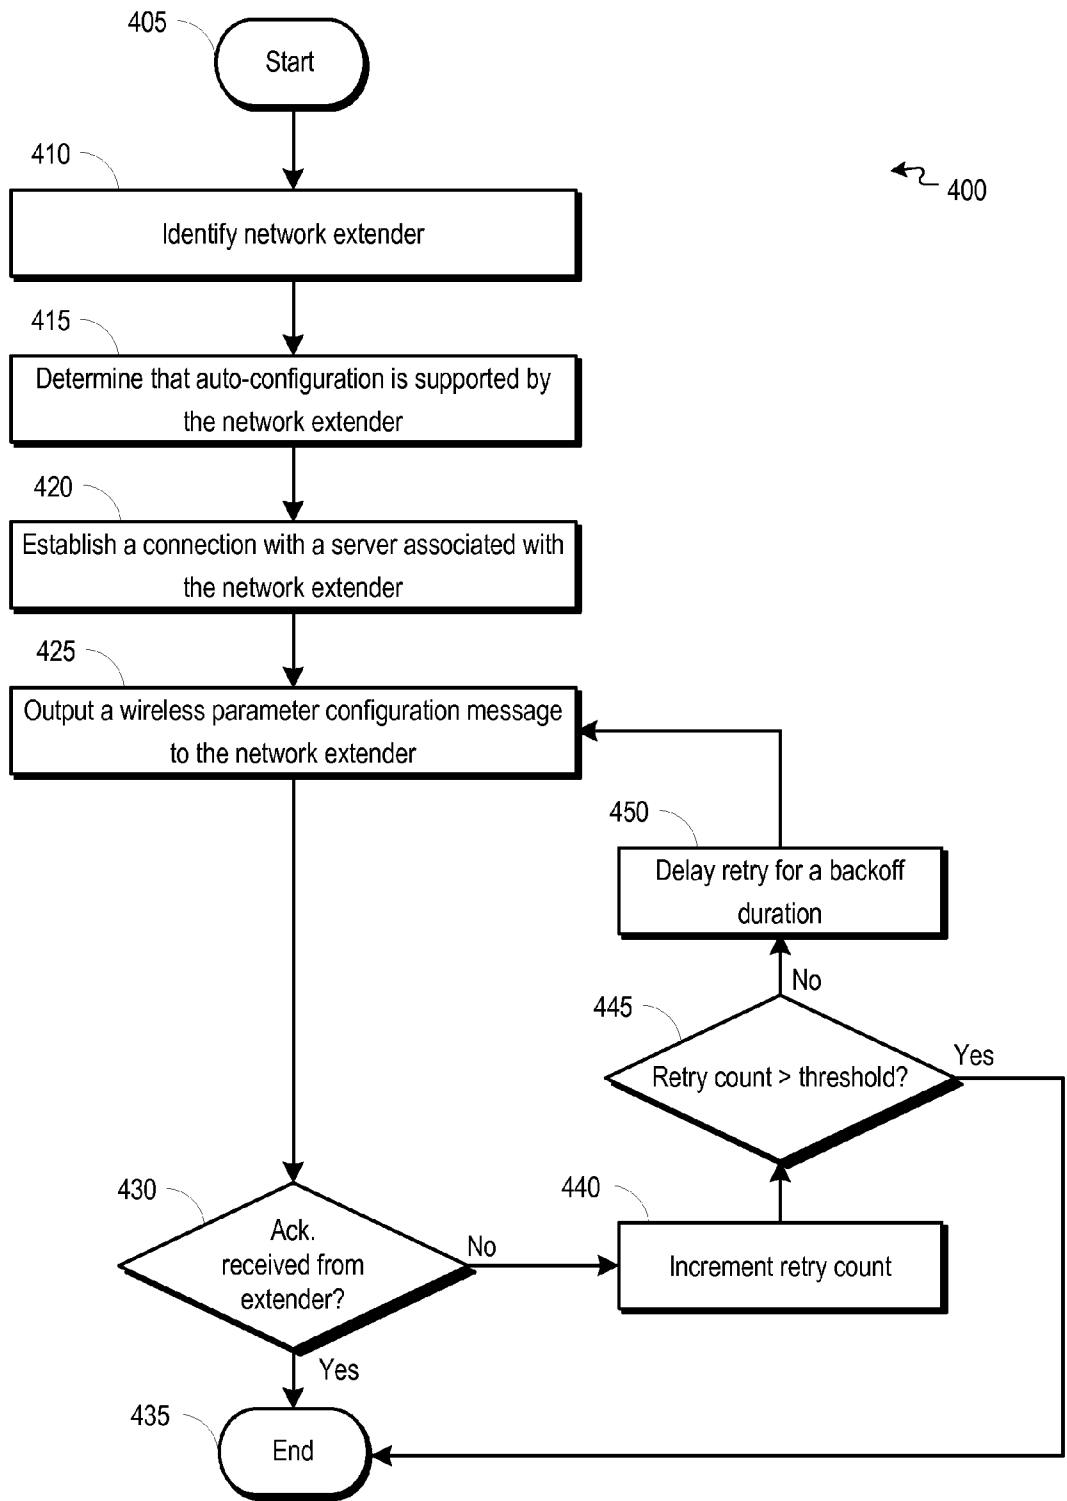 405
Start
410
400
Identify network extender
415
Determine that auto-configuration is supported by
the network extender
420
Establish a connection with a server associated with
the network extender
425
Output a wireless parameter configuration message
to the network extender
450
Delay retry for a backoff
duration
No
445
Yes
Retry count > threshold?
430
440
Ack.
received from
extender?
No
Increment retry count
Yes
435
End